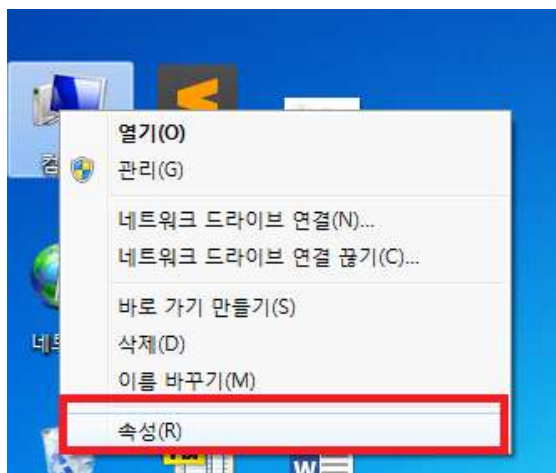 열기(O)
관리(G)
네트워크 드라이브 연결(N)...
네트워크 드라이브 연결 끊기(C)...
바로 가기 만들기(S)
삭제(D)
이름 바꾸기(M)
속성(R)